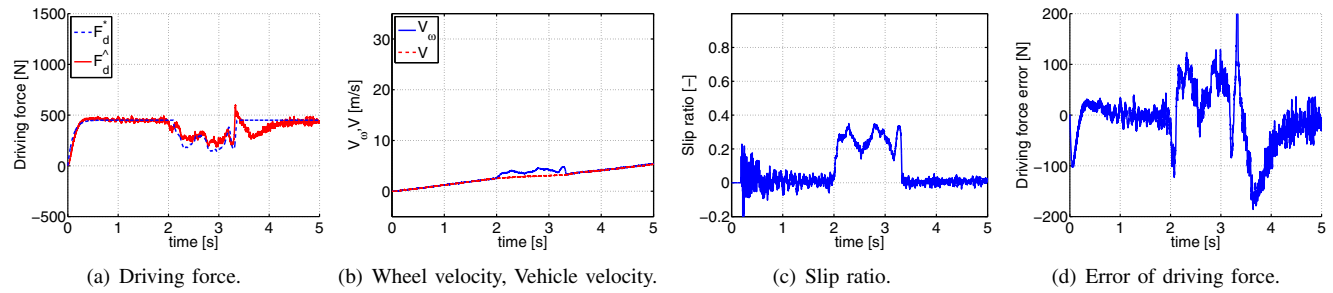 1500
1000
500
0
−500
0 1 2 3 4 5
time [s]
Driving force [N]
F_d^*
F_d^^
(a) Driving force.
30
20
10
0
0 1 2 3 4 5
time [s]
V_ω,V [m/s]
V_ω
V
(b) Wheel velocity, Vehicle velocity.
0.8
0.6
0.4
0.2
0
−0.2
0 1 2 3 4 5
time [s]
Slip ratio [-]
(c) Slip ratio.
200
100
0
−100
−200
0 1 2 3 4 5
time [s]
Driving force error [N]
(d) Error of driving force.